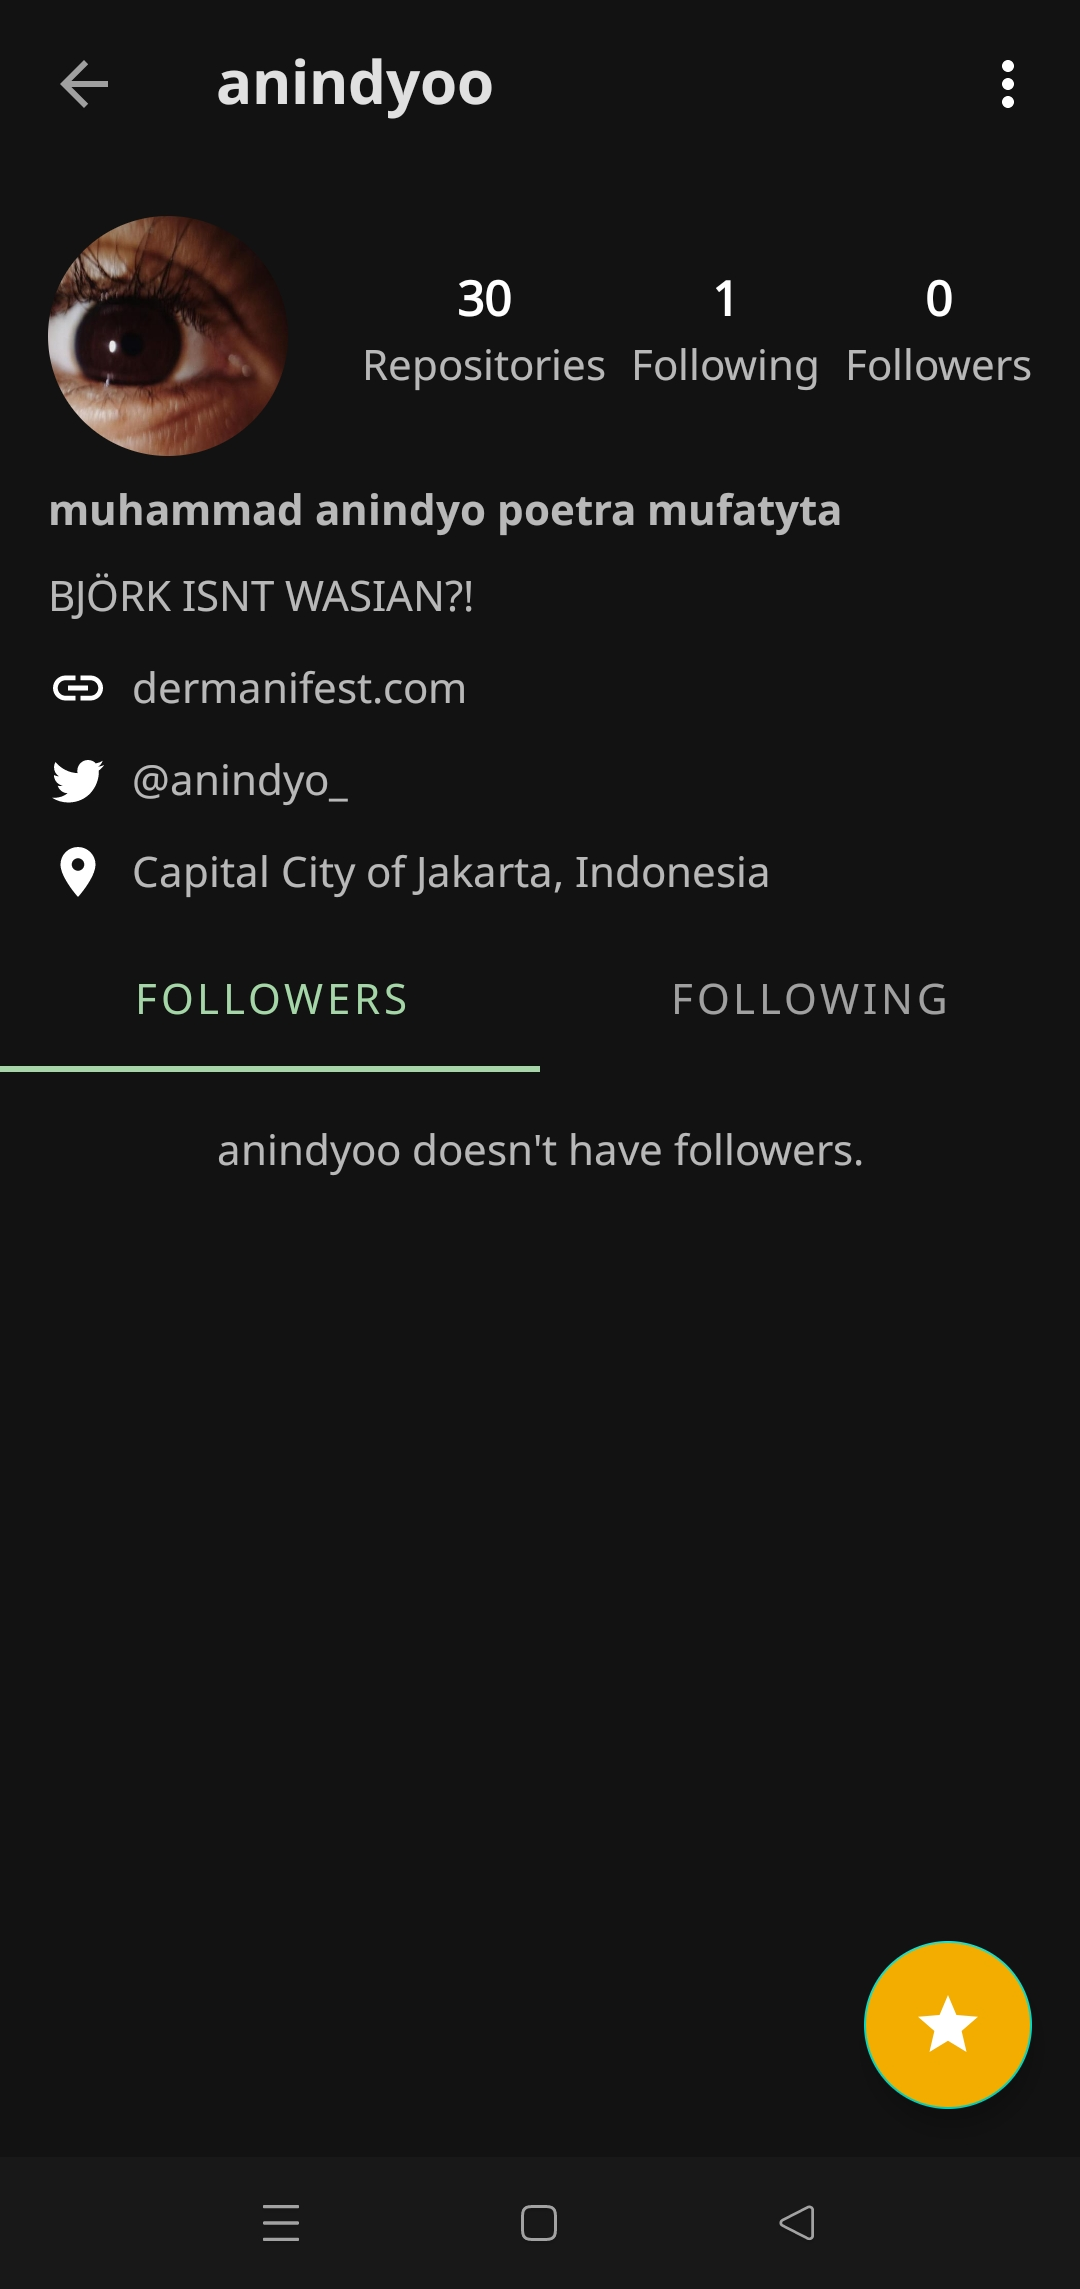 anindyoo
30 1 0
Repositories Following Followers
muhammad anindyo poetra mufatyta
BJÖRK ISNT WASIAN?!
dermanifest.com
@anindyo_
Capital City of Jakarta, Indonesia
FOLLOWERS FOLLOWING
anindyoo doesn't have followers.